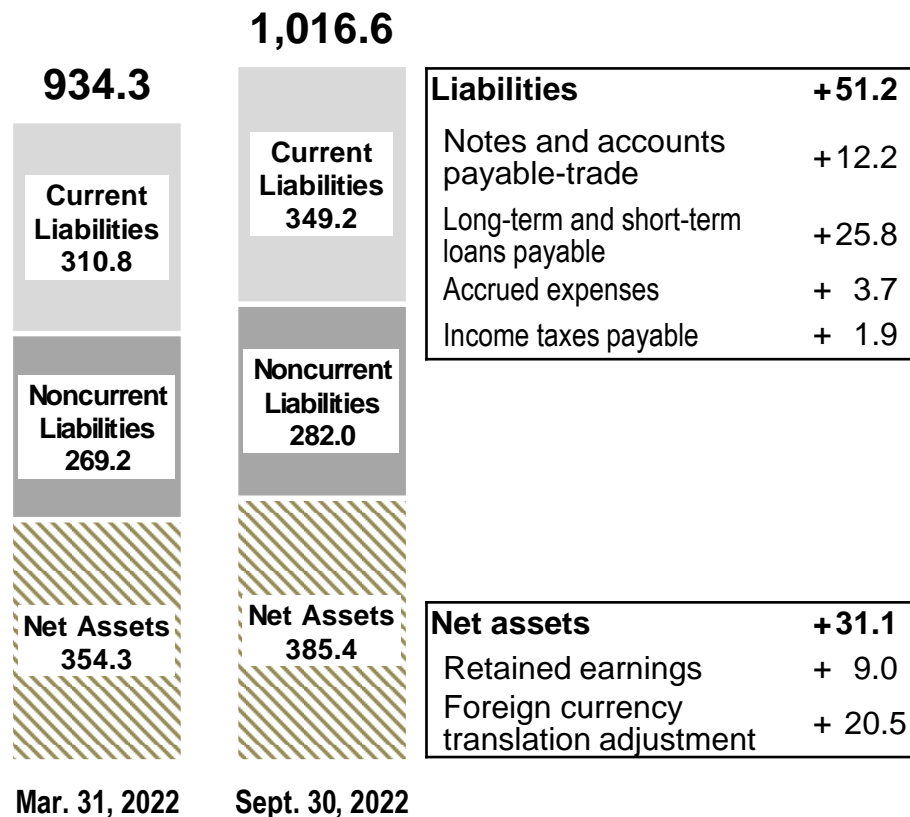 1,016.6
934.3
Current
Liabilities
310.8
Noncurrent
Liabilities
269.2
Net Assets
354.3
Mar. 31, 2022
Current
Liabilities
349.2
Noncurrent
Liabilities
282.0
Net Assets
385.4
Sept. 30, 2022
Liabilities +51.2
Notes and accounts
payable-trade +12.2
Long-term and short-term
loans payable +25.8
Accrued expenses + 3.7
Income taxes payable + 1.9
Net assets +31.1
Retained earnings + 9.0
Foreign currency
translation adjustment + 20.5